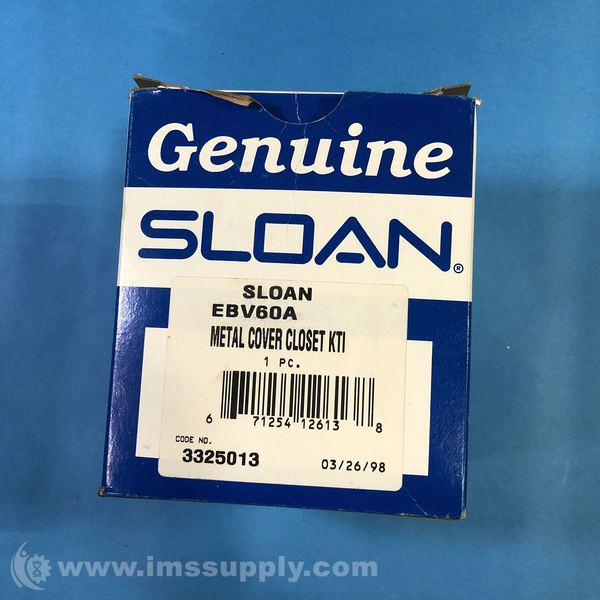 Genuine
SLOAN®
SLOAN
EBV60A
METAL COVER CLOSET KTI
1 PC.
6 71254 12613 8
CODE NO.
3325013 03/26/98
© www.imssupply.com